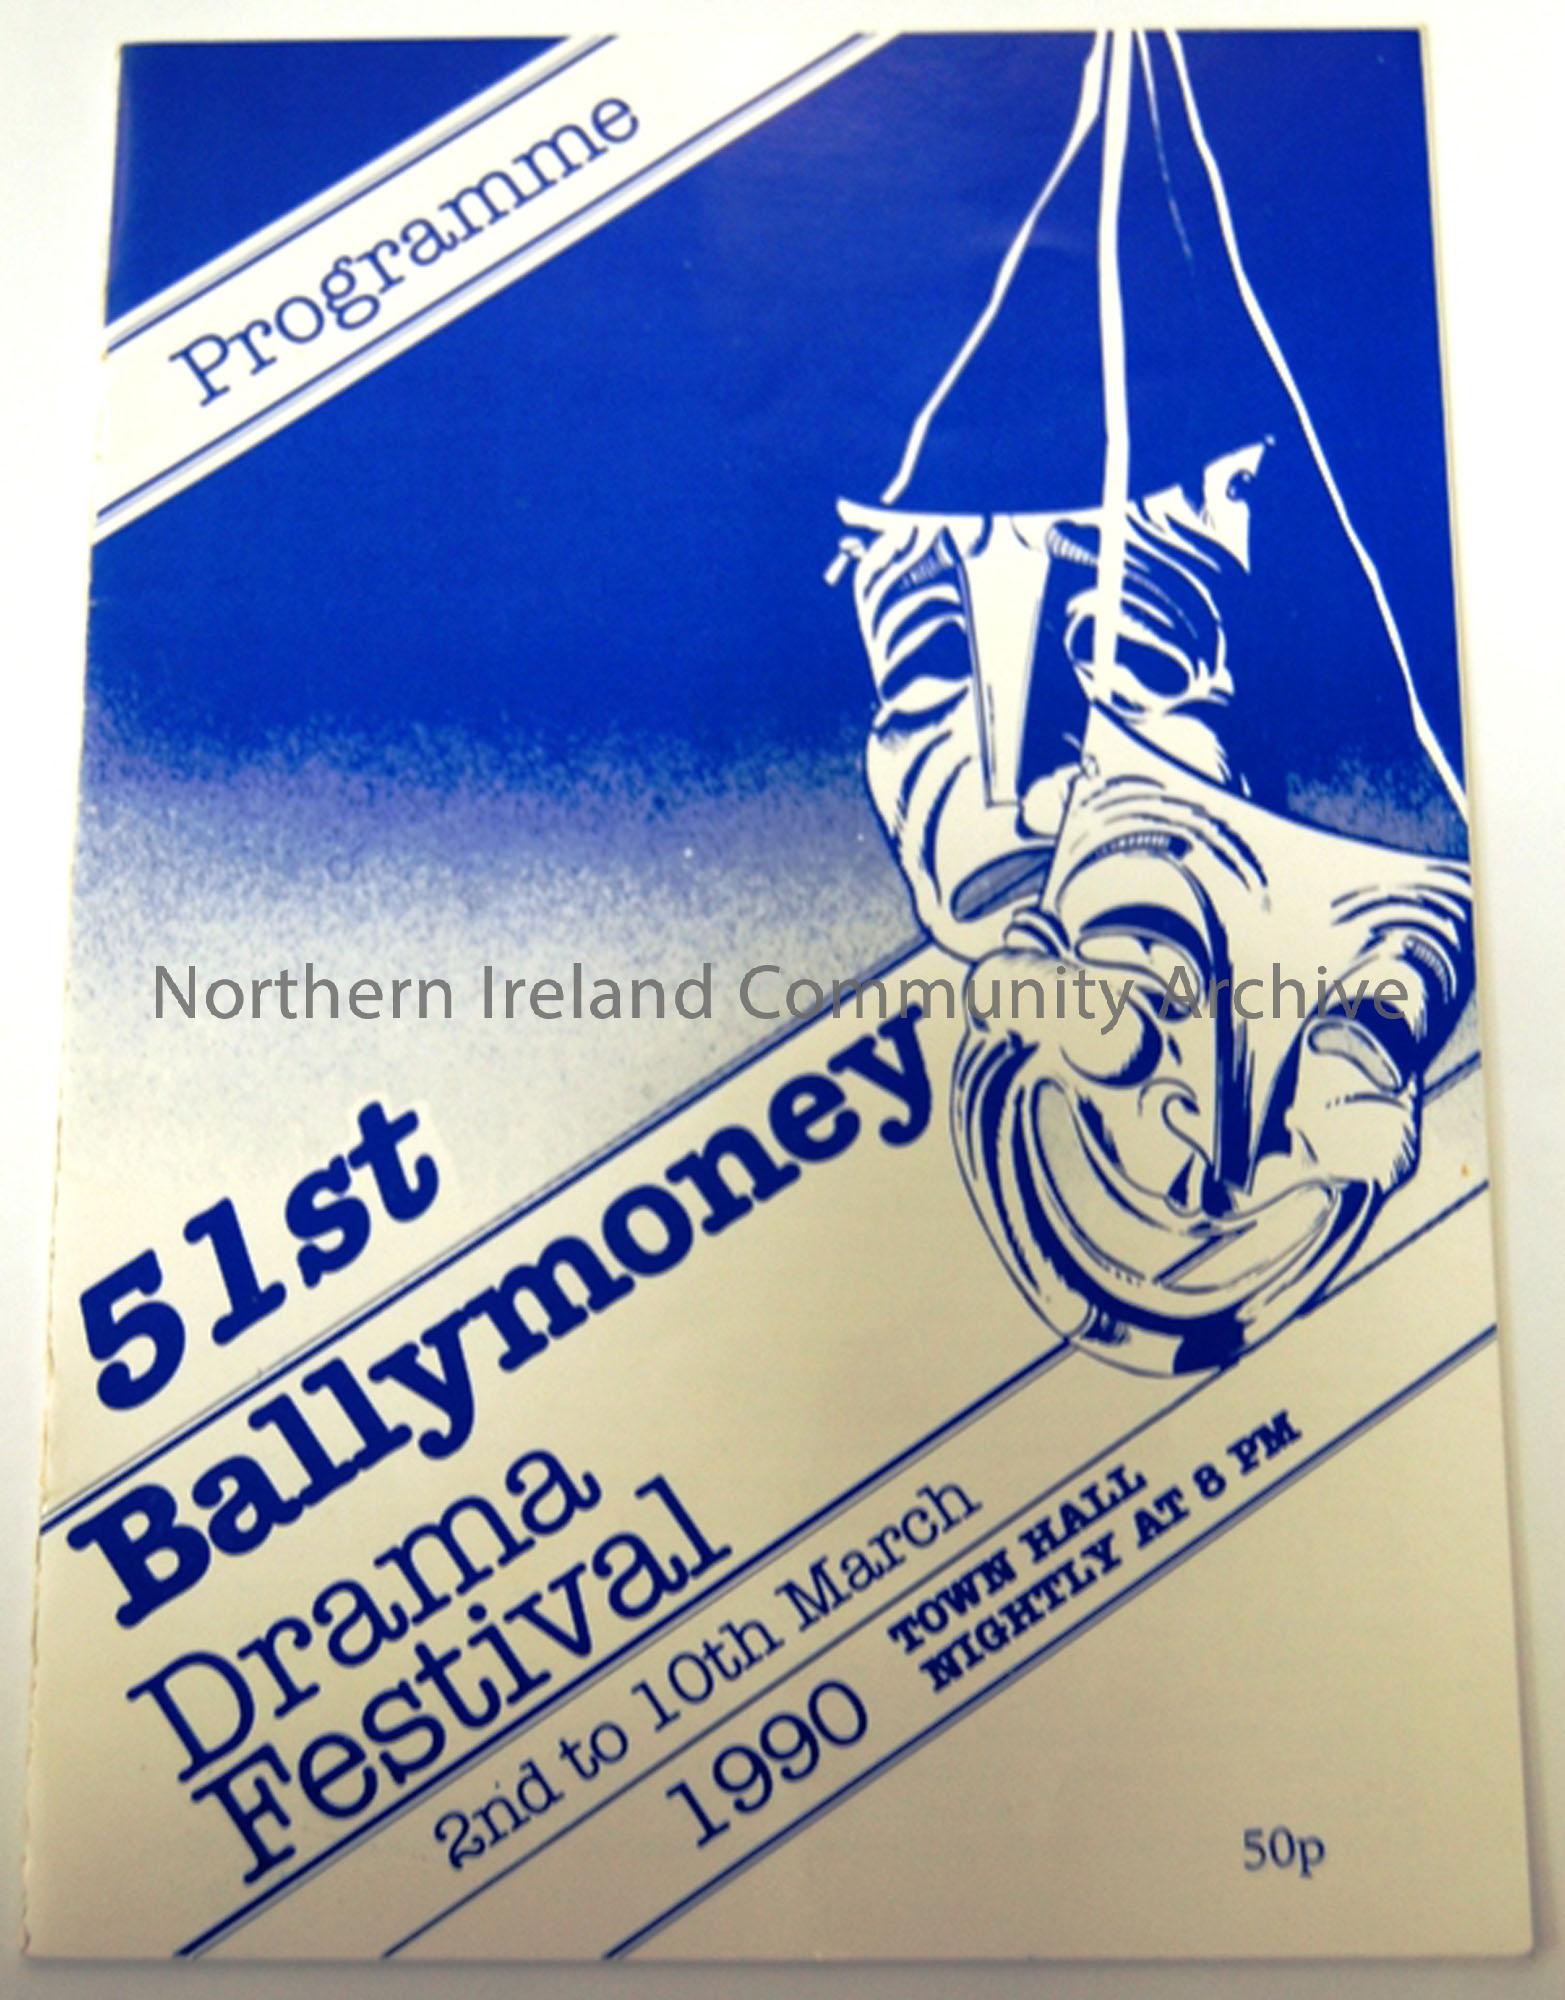 Programme
Northern Ireland Community Archive
51st
Ballymoney
Drama
Festival
2nd to 10th March
1990
TOWN HALL
NIGHTLY AT 8 PM
50p